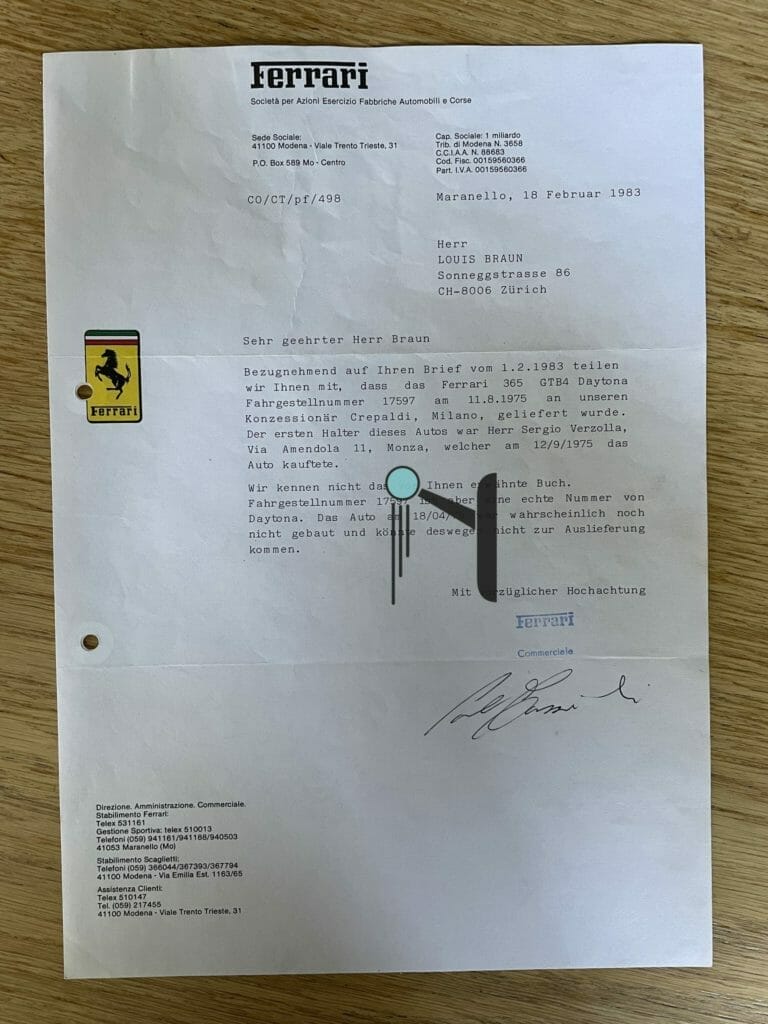 Ferrari
Società per Azioni Esercizio Fabbriche Automobili e Corse
Sede Sociale:
41100 Modena - Viale Trento Trieste, 31
P.O. Box 589 Mo - Centro
Cap. Sociale: 1 miliardo
Trib. di Modena N. 3658
C.C.I.A.A. N. 88683
Cod. Fisc. 00159560366
Part. I.V.A. 00159560366
CO/CT/pf/498
Maranello, 18 Februar 1983
Herr
LOUIS BRAUN
Sonneggstrasse 86
CH-8006 Zürich
Sehr geehrter Herr Braun
Ferrari
Bezugnehmend auf Ihren Brief vom 1.2.1983 teilen
wir Ihnen mit, dass das Ferrari 365 GTB4 Daytona
Fahrgestellnummer 17597 am 11.8.1975 an unseren
Konzessionär Crepaldi, Milano, geliefert wurde.
Der ersten Halter dieses Autos war Herr Sergio Verzolla,
Via Amendola 11, Monza, welcher am 12/9/1975 das
Auto kauftete.
Wir kennen nicht Ihnen Buch.
Fahrgestellnummer aber echte Nummer von
Daytona. Das Auto wahrscheinlich noch
nicht gebaut und nicht zur Auslieferung
kommen.
Mit Hochachtung
Ferrari
Commerciale
Direzione. Amministrazione. Commerciale.
Stabilimento Ferrari:
Telex 531161
Gestione Sportiva: telex 510013
Telefoni (059) 941161/941188/940503
41053 Maranello (Mo)
Stabilimento Scaglietti:
Telefoni (059) 366044/367393/367794
41100 Modena - Via Emilia Est. 1163/65
Assistenza Clienti:
Telex 510147
Tel. (059) 217455
41100 Modena - Viale Trento Trieste, 31